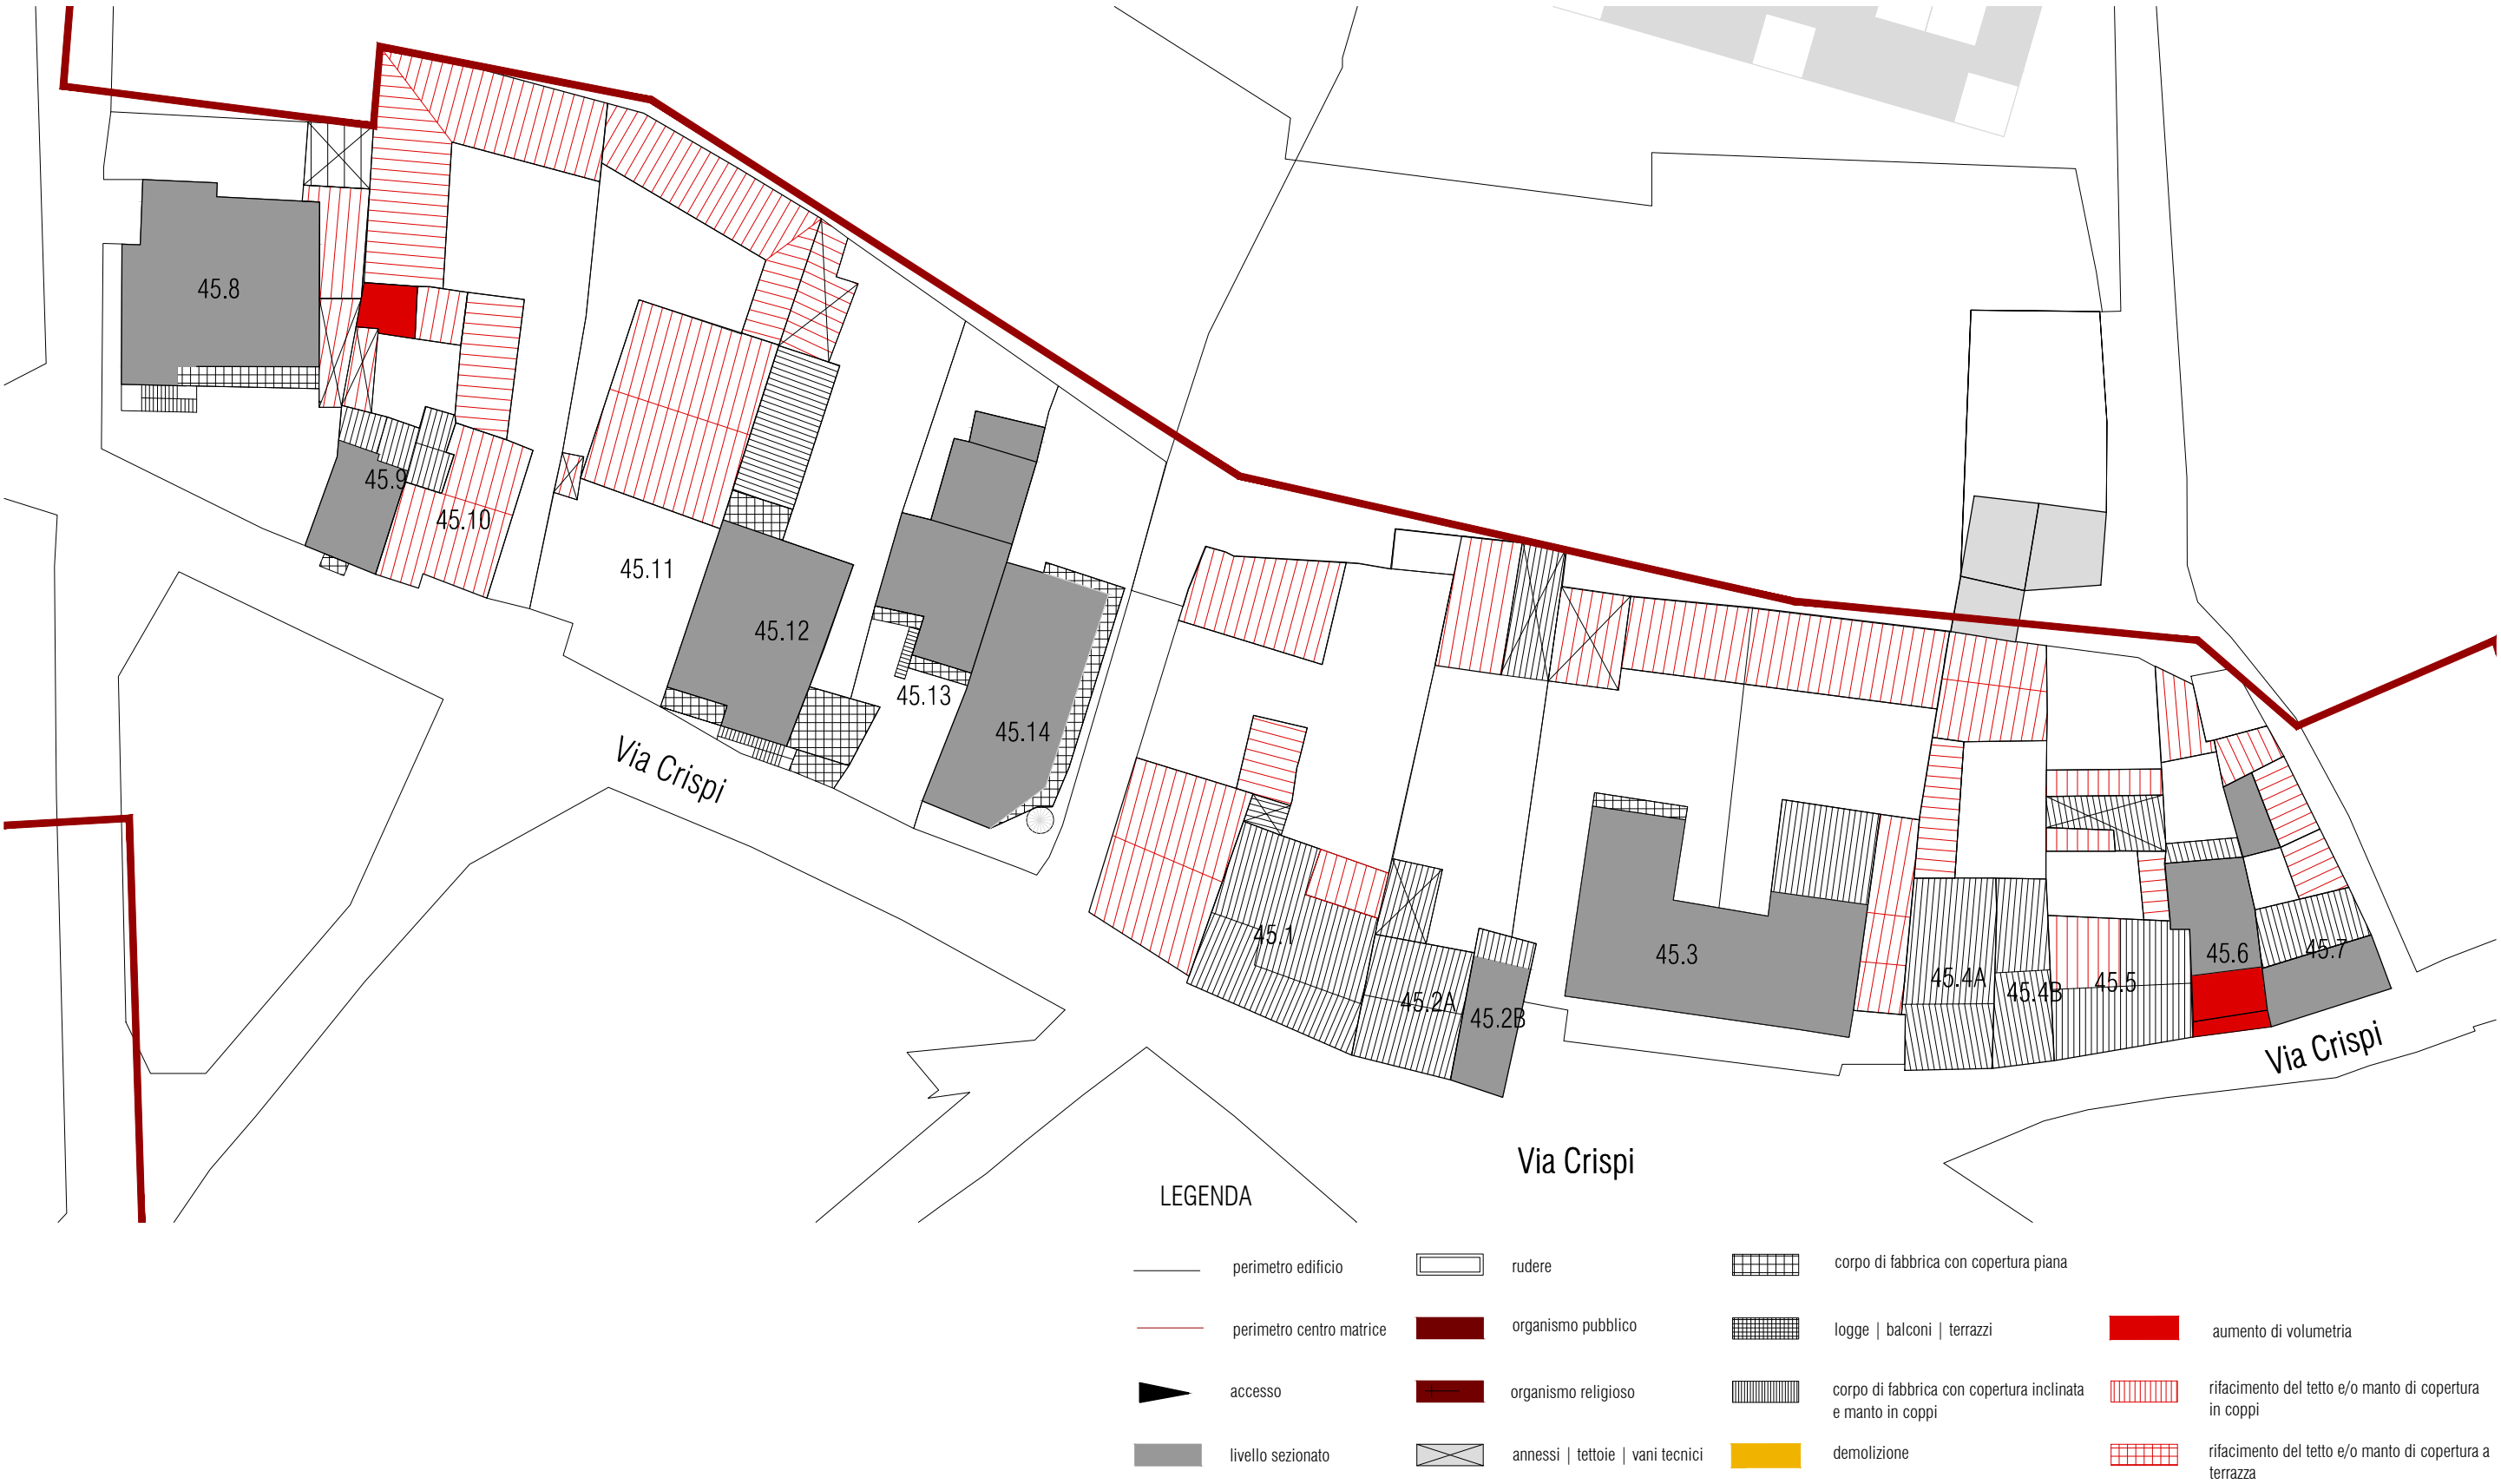 45.8
45.9
45.10
45.11
45.12
45.13
45.14
Via Crispi
45.1
45.2A
45.2B
45.3
45.4A
45.4B
45.5
45.6
45.7
Via Crispi
Via Crispi
LEGENDA
perimetro edificio
perimetro centro matrice
accesso
livello sezionato
rudere
organismo pubblico
organismo religioso
annessi | tettoie | vani tecnici
corpo di fabbrica con copertura piana
logge | balconi | terrazzi
corpo di fabbrica con copertura inclinata
e manto in coppi
demolizione
aumento di volumetria
rifacimento del tetto e/o manto di copertura
in coppi
rifacimento del tetto e/o manto di copertura a
terrazza